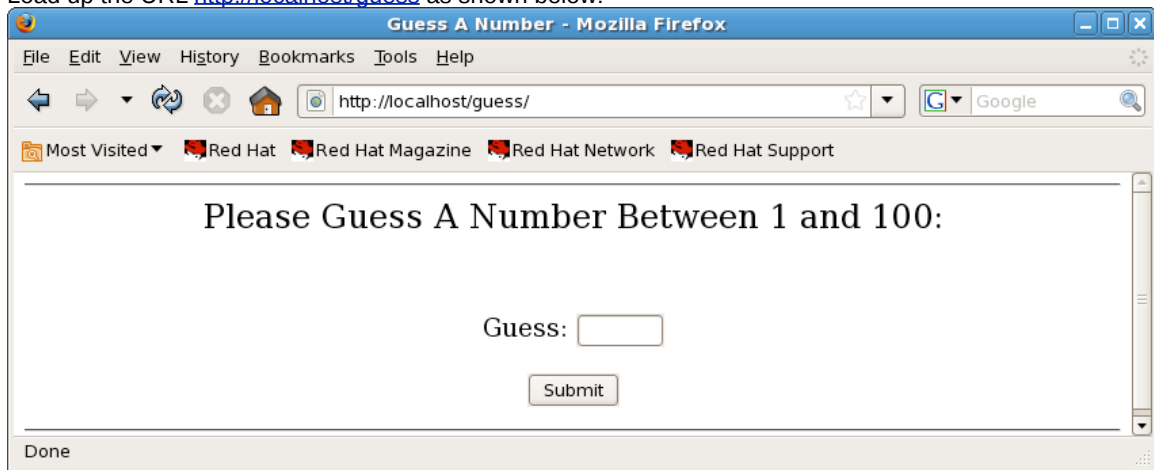 Load up the URL http://localhost/guess as shown below.
Guess A Number - Mozilla Firefox
File Edit View History Bookmarks Tools Help
http://localhost/guess/ G Google
Most Visited Red Hat Red Hat Magazine Red Hat Network Red Hat Support
Please Guess A Number Between 1 and 100:
Guess:
Submit
Done